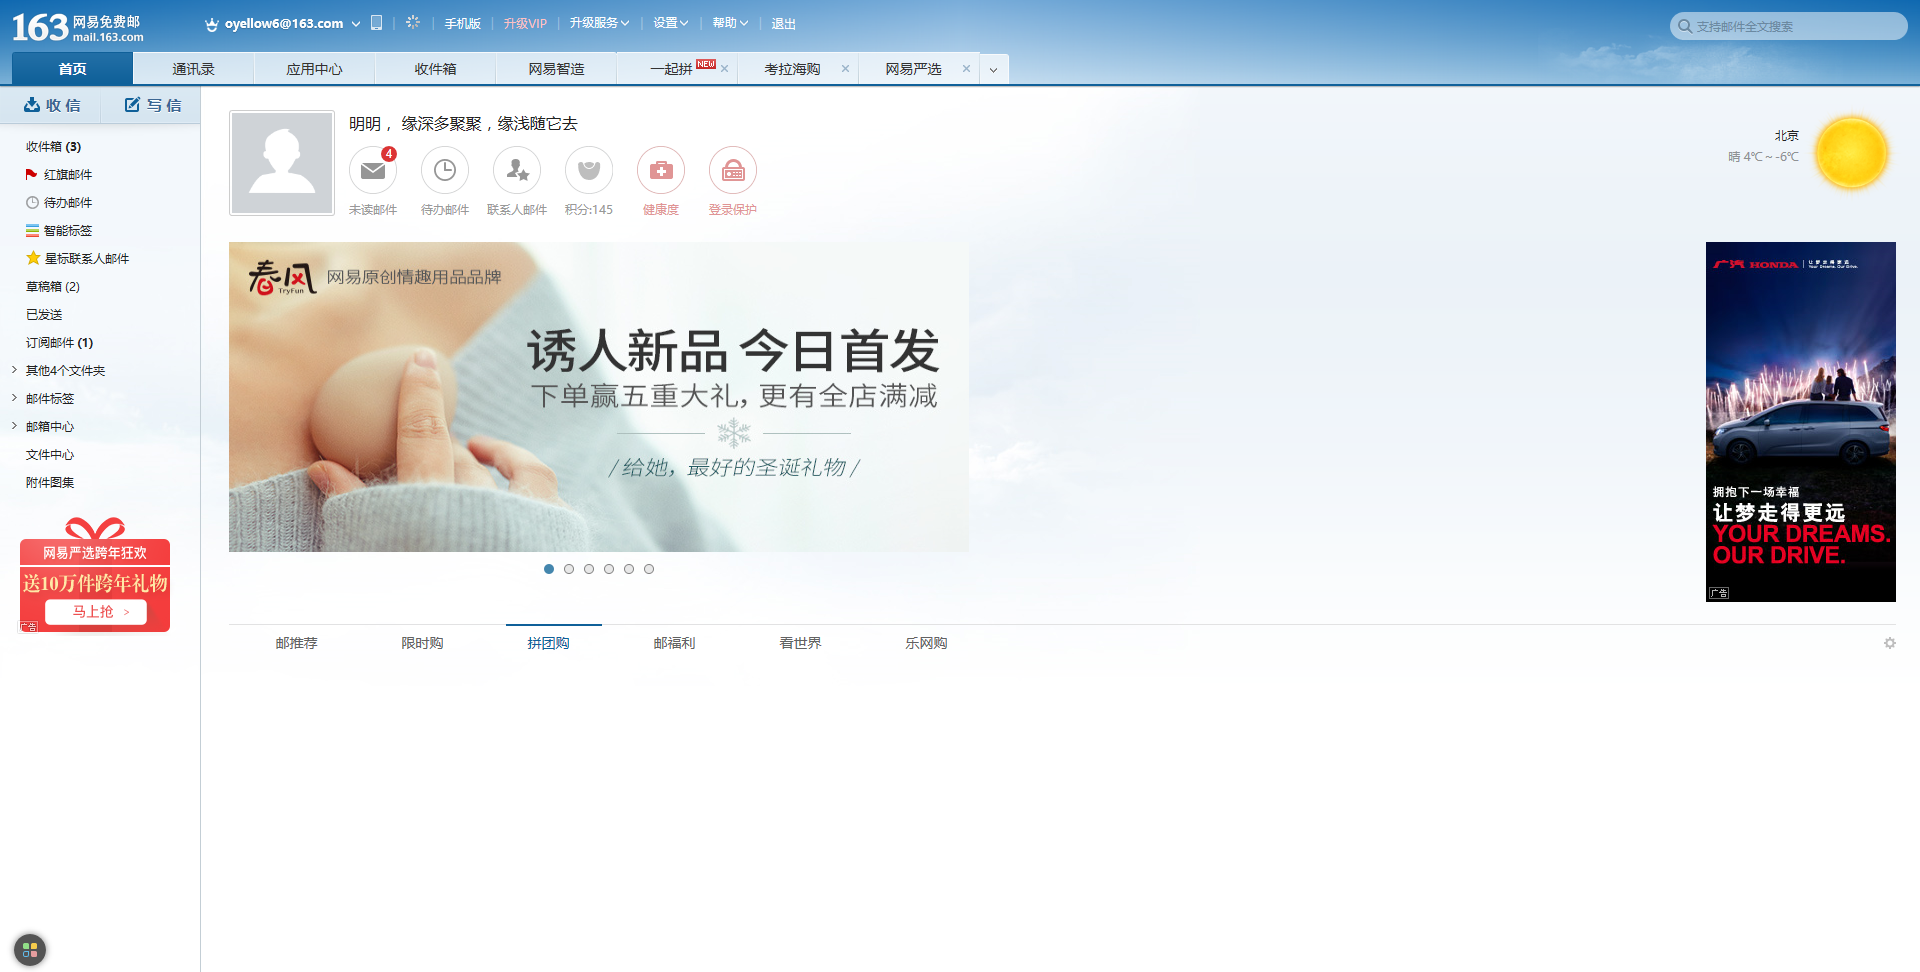 163 网易免费邮
mail.163.com
oyellow6@163.com
手机版
升级VIP
升级服务
设置
帮助
退出
支持邮件全文搜索
首页
通讯录
应用中心
收件箱
网易智造
一起拼
NEW
考拉海购
网易严选
收信
写信
收件箱 (3)
红旗邮件
待办邮件
智能标签
星标联系人邮件
草稿箱 (2)
已发送
订阅邮件 (1)
其他4个文件夹
邮件标签
邮箱中心
文件中心
附件图集
网易严选跨年狂欢
送10万件跨年礼物
马上抢 >
广告
明明， 缘深多聚聚，缘浅随它去
4
未读邮件
待办邮件
联系人邮件
积分:145
健康度
登录保护
北京
晴 4℃ ~ -6℃
春风
TryFun
网易原创情趣用品品牌
诱人新品 今日首发
下单赢五重大礼，更有全店满减
/ 给她，最好的圣诞礼物 /
广汽 HONDA
让梦走得更远
Your Dreams. Our Drive.
拥抱下一场幸福
让梦走得更远
YOUR DREAMS.
OUR DRIVE.
广告
邮推荐
限时购
拼团购
邮福利
看世界
乐网购